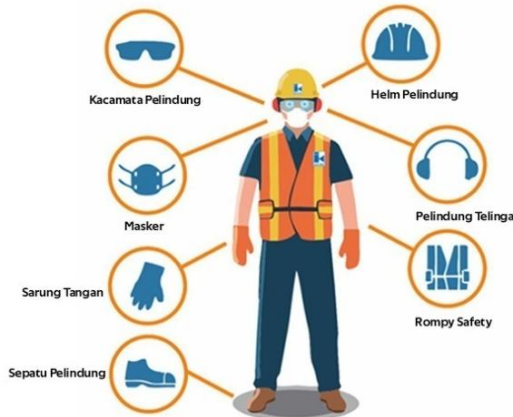 Kacamata Pelindung
Helm Pelindung
Masker
Pelindung Telinga
Sarung Tangan
Rompy Safety
Sepatu Pelindung